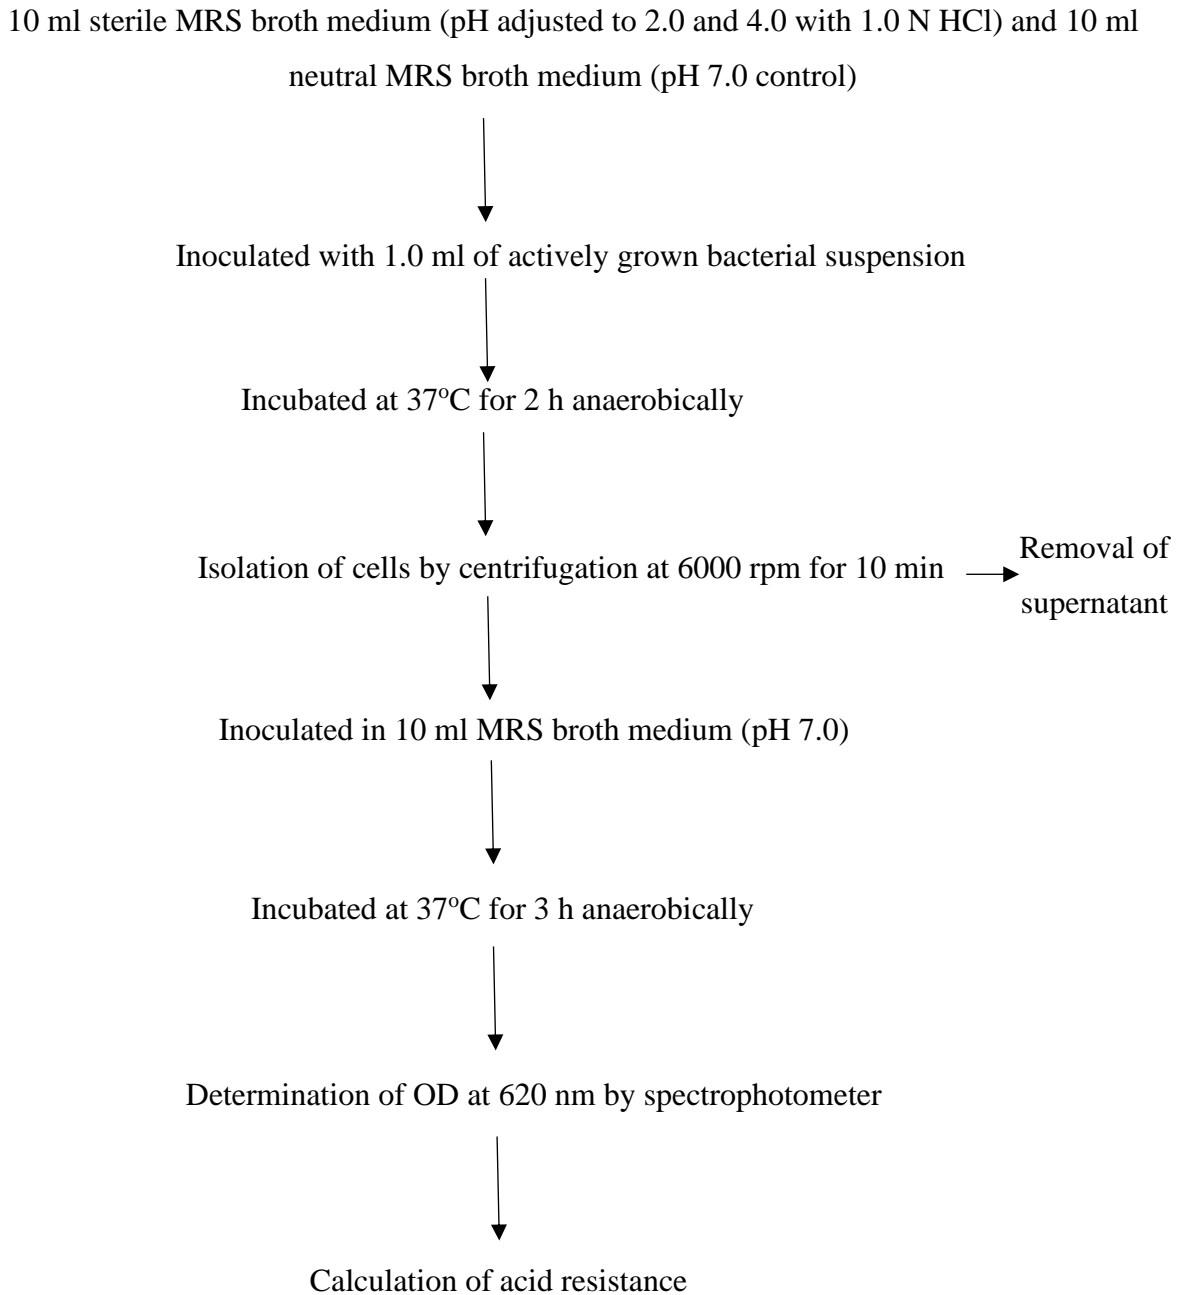 10 ml sterile MRS broth medium (pH adjusted to 2.0 and 4.0 with 1.0 N HCl) and 10 ml
neutral MRS broth medium (pH 7.0 control)
Inoculated with 1.0 ml of actively grown bacterial suspension
Incubated at 37°C for 2 h anaerobically
Isolation of cells by centrifugation at 6000 rpm for 10 min
Removal of
supernatant
Inoculated in 10 ml MRS broth medium (pH 7.0)
Incubated at 37°C for 3 h anaerobically
Determination of OD at 620 nm by spectrophotometer
Calculation of acid resistance